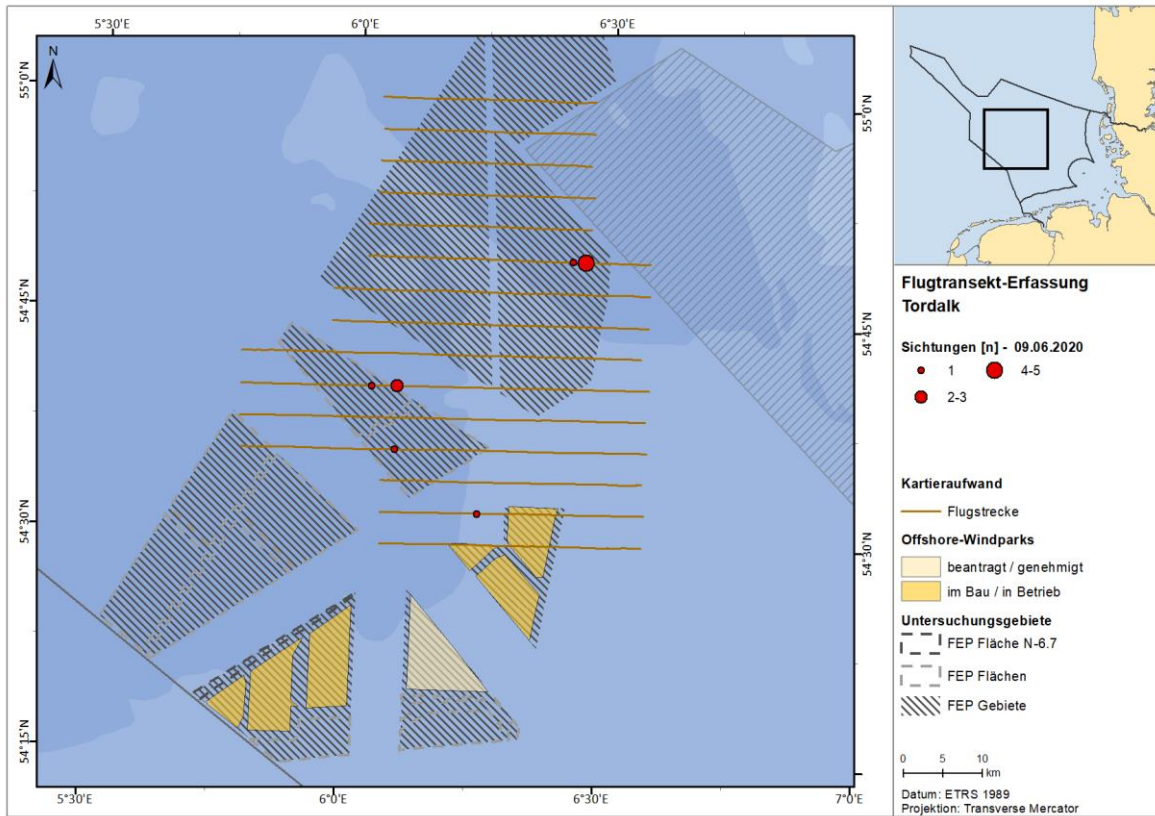 5°30'E
6°0'E
6°30'E
N
55°0'N
55°0'N
54°45'N
54°45'N
54°30'N
54°30'N
54°15'N
5°30'E
6°0'E
6°30'E
7°0'E
Flugtransekt-Erfassung
Tordalk
Sichtungen [n] - 09.06.2020
1
4-5
2-3
Kartieraufwand
Flugstrecke
Offshore-Windparks
beantragt / genehmigt
im Bau / in Betrieb
Untersuchungsgebiete
FEP Fläche N-6.7
FEP Flächen
FEP Gebiete
0 5 10
km
Datum: ETRS 1989
Projektion: Transverse Mercator